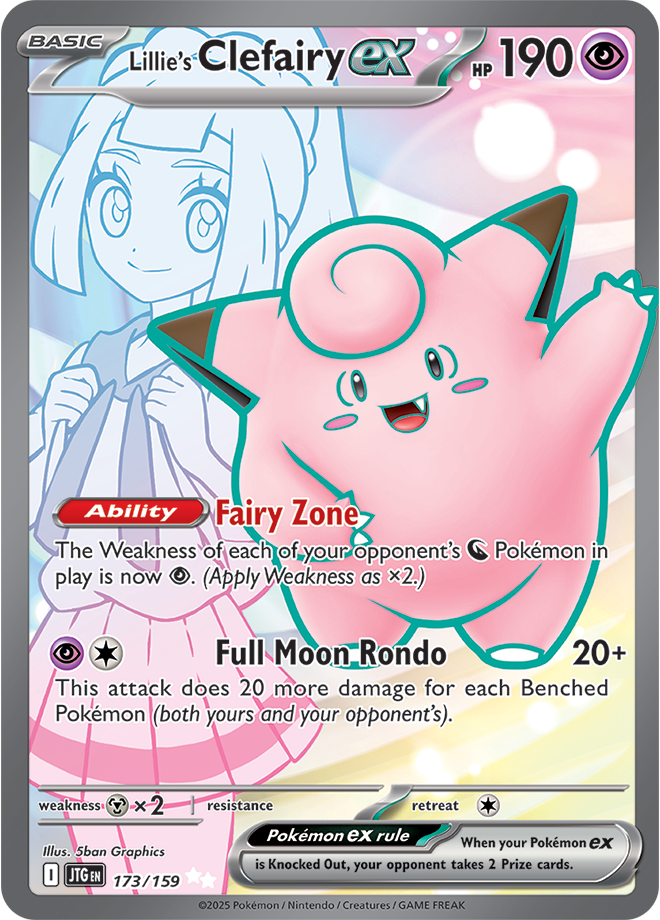 BASIC Lillie's Clefairy ex HP 190
Ability Fairy Zone
The Weakness of each of your opponent's Pokémon in
play is now . (Apply Weakness as ×2.)
Full Moon Rondo 20+
This attack does 20 more damage for each Benched
Pokémon (both yours and your opponent's).
weakness ×2 resistance retreat
Pokémon ex rule When your Pokémon ex
is Knocked Out, your opponent takes 2 Prize cards.
Illus. 5ban Graphics
I JTG EN 173/159
©2025 Pokémon / Nintendo / Creatures / GAME FREAK